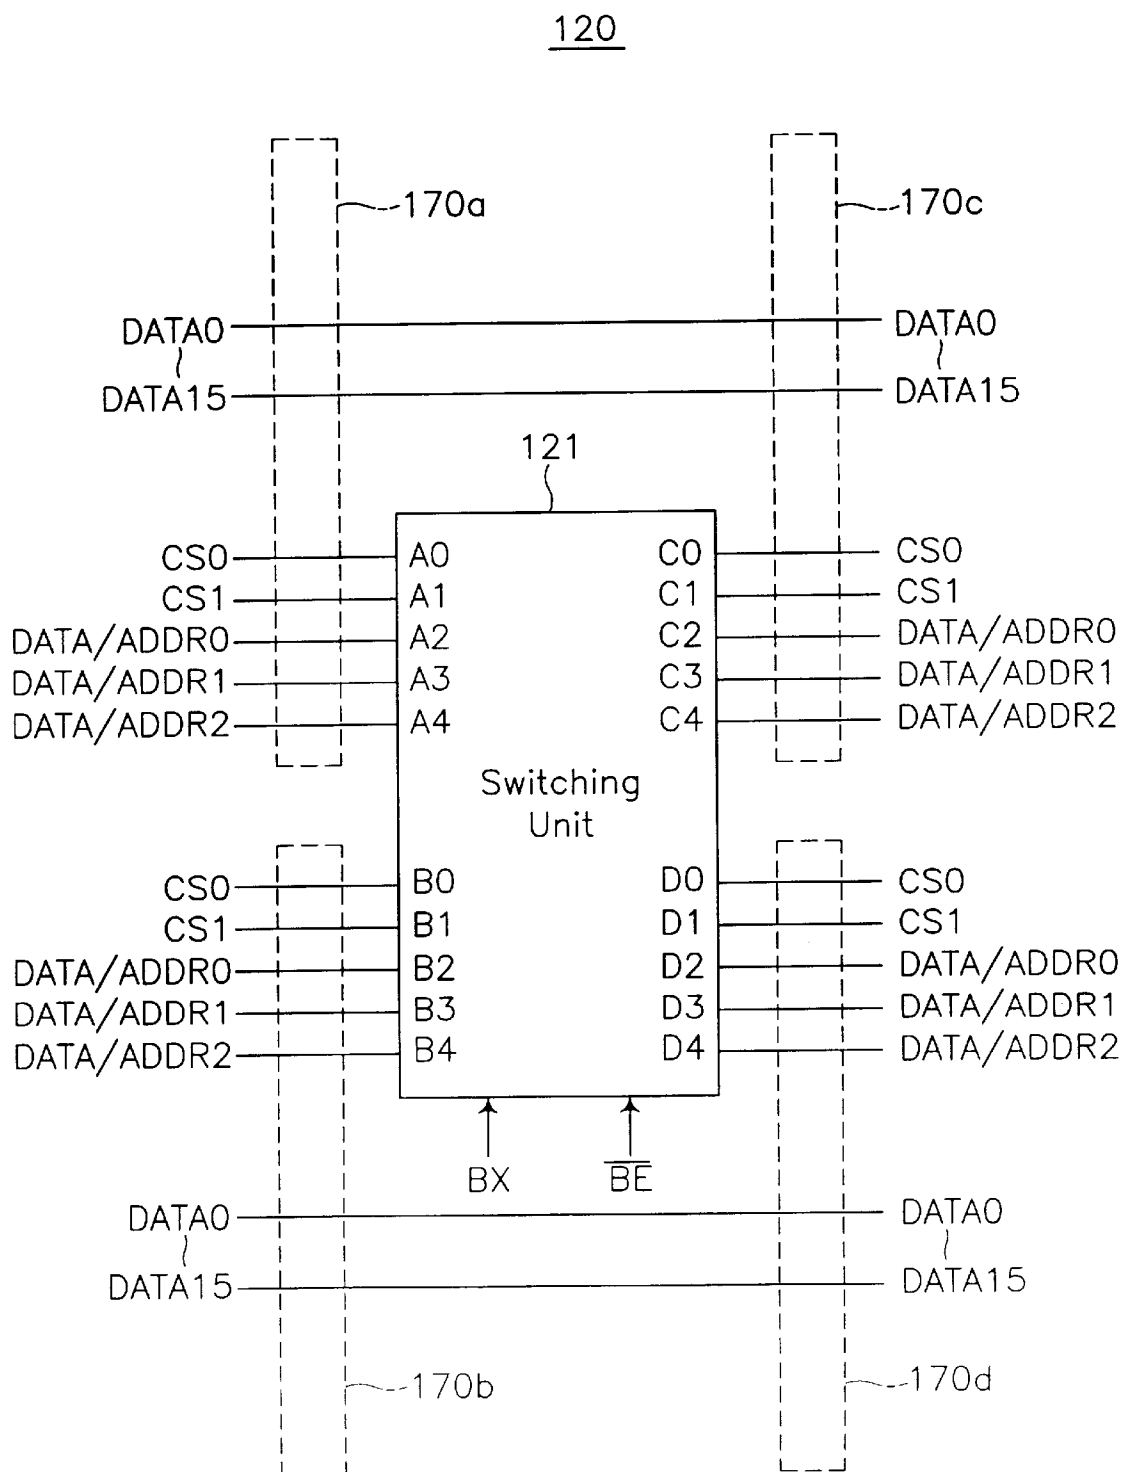 120
170a
170c
DATA0 DATA0
DATA15 DATA15
121
CS0 A0 C0 CS0
CS1 A1 C1 CS1
DATA/ADDR0 A2 C2 DATA/ADDR0
DATA/ADDR1 A3 C3 DATA/ADDR1
DATA/ADDR2 A4 C4 DATA/ADDR2
Switching
Unit
CS0 B0 D0 CS0
CS1 B1 D1 CS1
DATA/ADDR0 B2 D2 DATA/ADDR0
DATA/ADDR1 B3 D3 DATA/ADDR1
DATA/ADDR2 B4 D4 DATA/ADDR2
BX B̅E̅
DATA0 DATA0
DATA15 DATA15
170b
170d